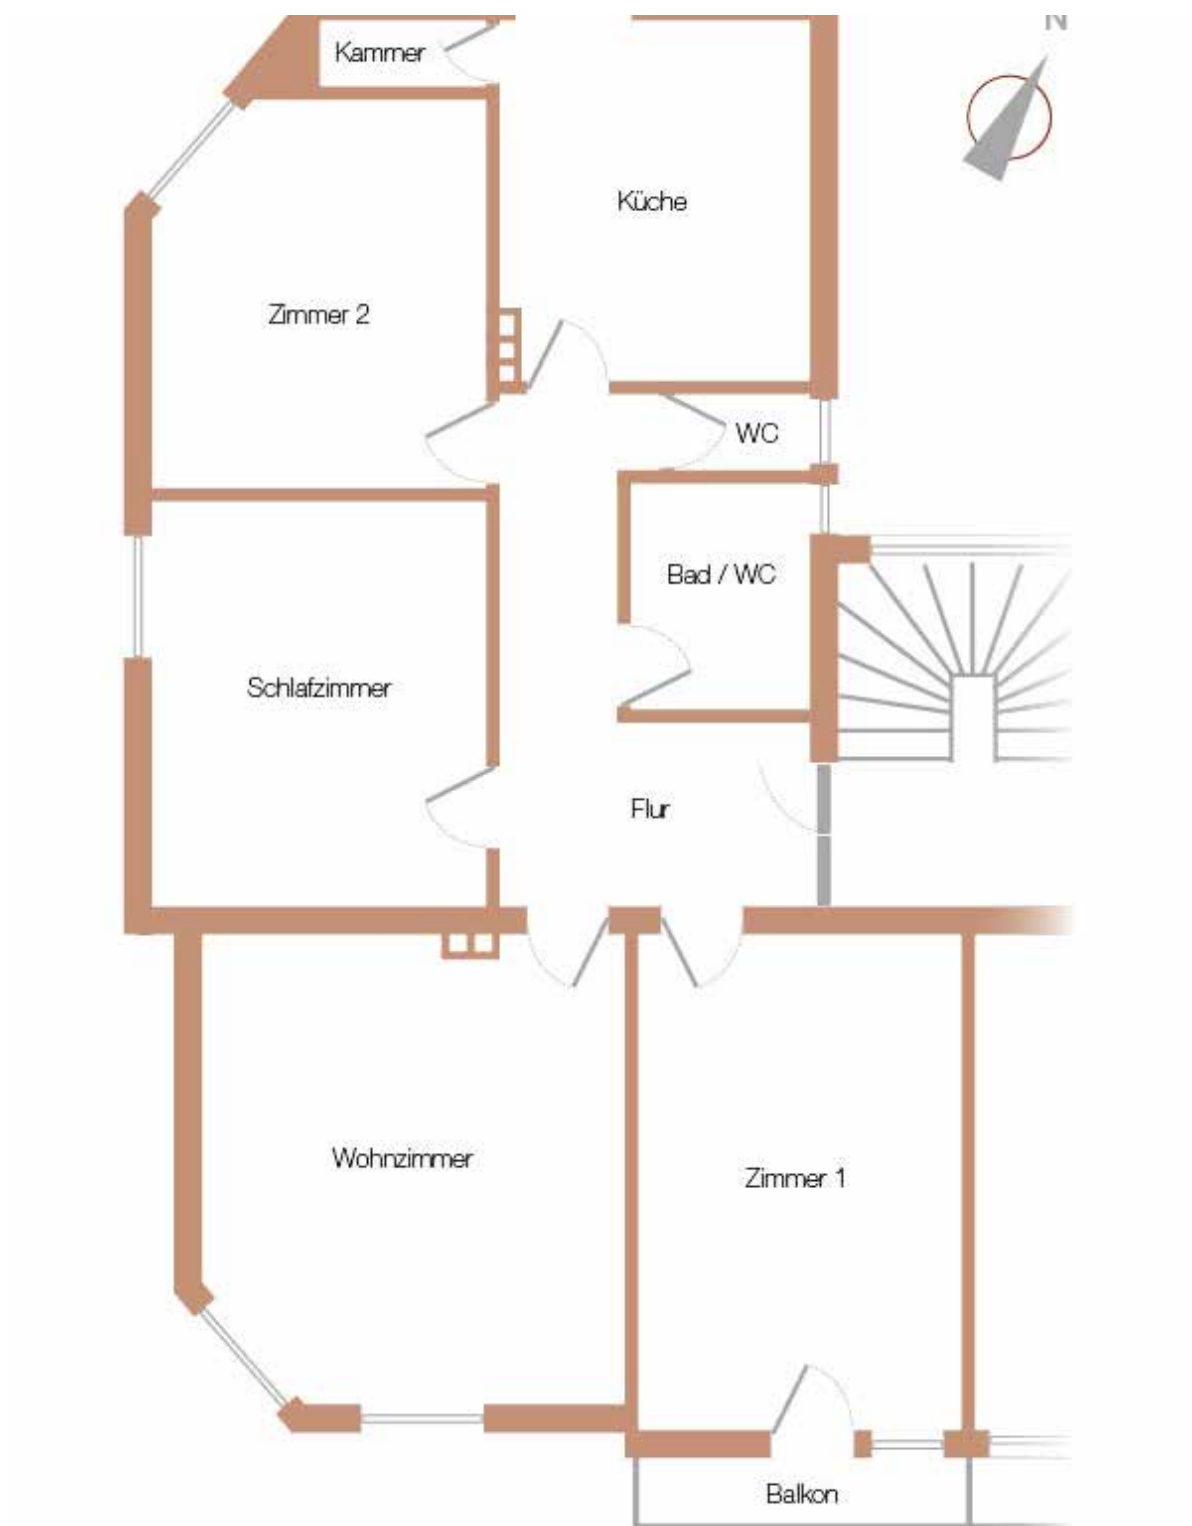 N
Kammer
Küche
Zimmer 2
WC
Bad / WC
Schlafzimmer
Flur
Wohnzimmer
Zimmer 1
Balkon